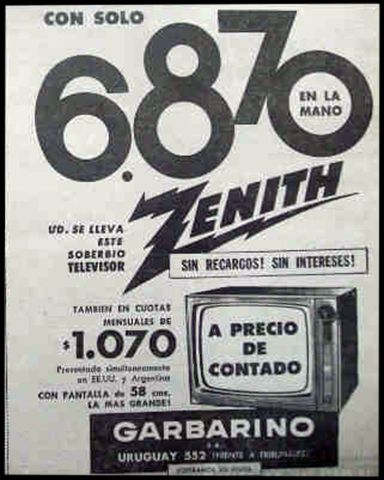 CON SOLO
6.870
EN LA
MANO
ZENITH
UD. SE LLEVA
ESTE
SOBERBIO
TELEVISOR
SIN RECARGOS! SIN INTERESES!
TAMBIEN EN CUOTAS
MENSUALES DE
$1.070
Presentado simultaneamente
en EE.UU. y Argentina
CON PANTALLA de 58 cms.
LA MAS GRANDE!
A PRECIO
DE
CONTADO
GARBARINO
URUGUAY 552 (FRENTE A TRIBUNALES)